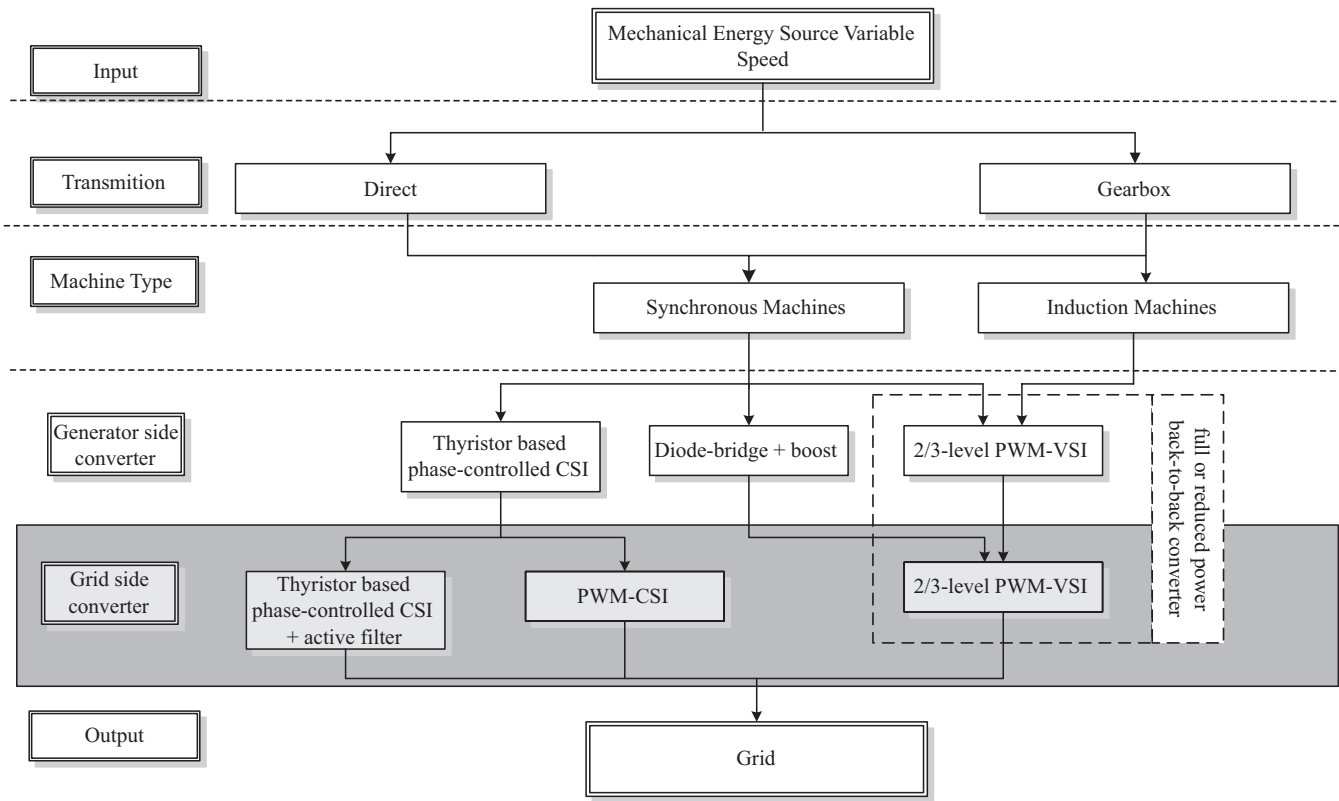 Mechanical Energy Source Variable
Speed
Input
Transmition
Direct
Gearbox
Machine Type
Synchronous Machines
Induction Machines
Generator side
converter
Thyristor based
phase-controlled CSI
Diode-bridge + boost
2/3-level PWM-VSI
full or reduced power
back-to-back converter
Grid side
converter
Thyristor based
phase-controlled CSI
+ active filter
PWM-CSI
2/3-level PWM-VSI
Output
Grid